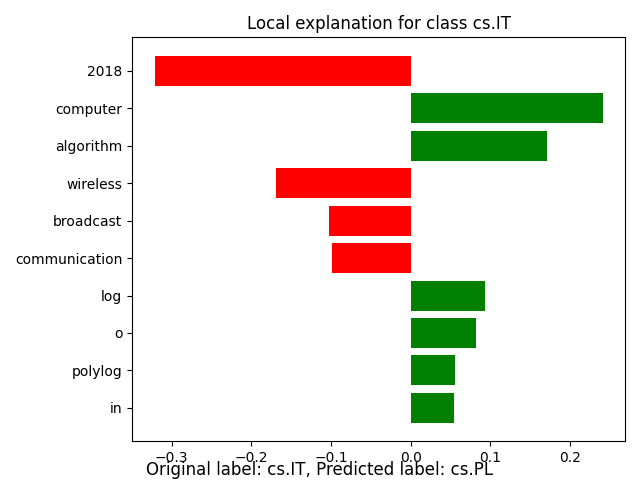 Local explanation for class cs.IT
2018
computer
algorithm
wireless
broadcast
communication
log
o
polylog
in
−0.3 −0.2 −0.1 0.0 0.1 0.2
Original label: cs.IT, Predicted label: cs.PL